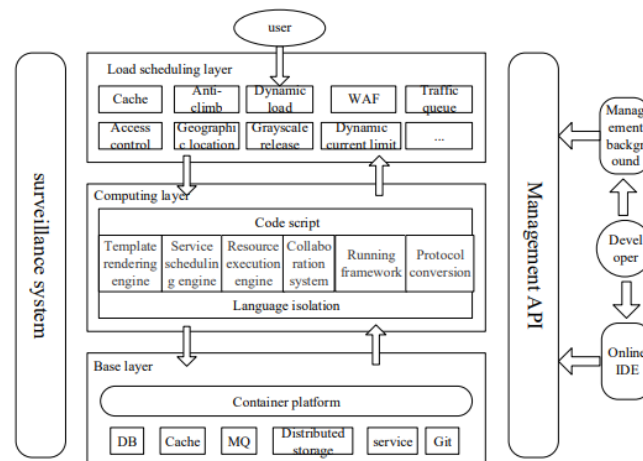 user
Load scheduling layer
Cache
Anti-
climb
Dynamic
load
WAF
Traffic
queue
Access
control
Geographi
c location
Grayscale
release
Dynamic
current limit
...
Computing layer
Code script
Template
rendering
engine
Service
schedulin
g engine
Resource
execution
engine
Collabo
ration
system
Running
framework
Protocol
conversion
Language isolation
Base layer
Container platform
DB
Cache
MQ
Distributed
storage
service
Git
surveillance system
Management API
Manag
ement
backgr
ound
Devel
oper
Online
IDE